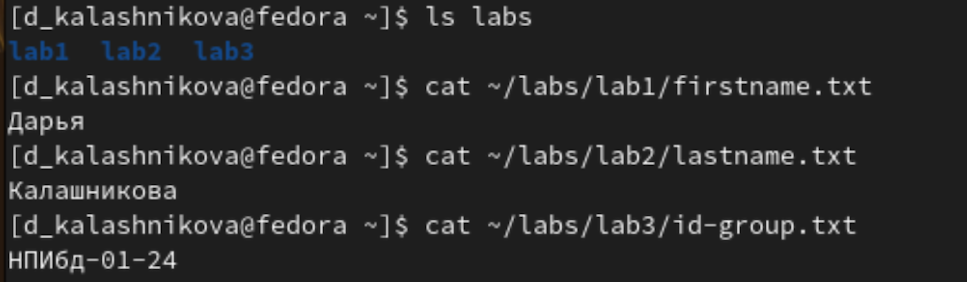 [d_kalashnikova@fedora ~]$ ls labs
lab1  lab2  lab3
[d_kalashnikova@fedora ~]$ cat ~/labs/lab1/firstname.txt
Дарья
[d_kalashnikova@fedora ~]$ cat ~/labs/lab2/lastname.txt
Калашникова
[d_kalashnikova@fedora ~]$ cat ~/labs/lab3/id-group.txt
НПИбд-01-24